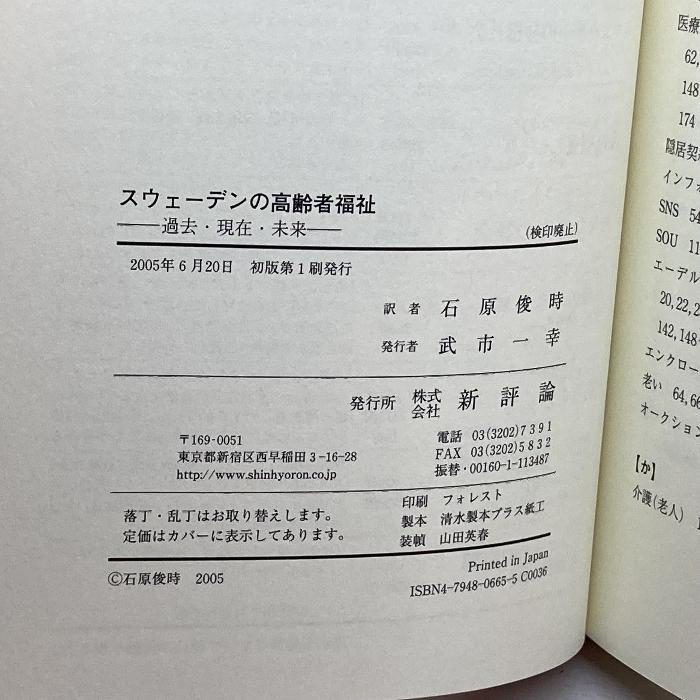 スウェーデンの高齢者福祉
――過去・現在・未来――
(検印廃止)
2005年6月20日 初版第1刷発行
訳者 石原俊時
発行者 武市一幸
発行所 株式会社 新評論
〒169-0051
東京都新宿区西早稲田3-16-28
http://www.shinhyoron.co.jp
電話 03(3202)7391
FAX 03(3202)5832
振替・00160-1-113487
落丁・乱丁はお取り替えします。
定価はカバーに表示してあります。
印刷 フォレスト
製本 清水製本プラス紙工
装幀 山田英春
Ⓒ石原俊時 2005
Printed in Japan
ISBN4-7948-0665-5 C0036
医療
62,
148
174
隠居契
インフォ
SNS 54
SOU 11
エーデル
20,22,2
142,148
エンクロー
老い 64,66
オークション
【か】
介護(老人)